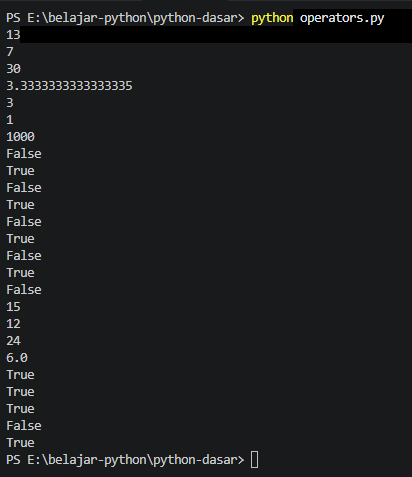 PS E:\belajar-python\python-dasar> python operators.py
13
7
30
3.3333333333333335
3
1
1000
False
True
False
True
False
True
False
True
False
15
12
24
6.0
True
True
True
False
True
PS E:\belajar-python\python-dasar>